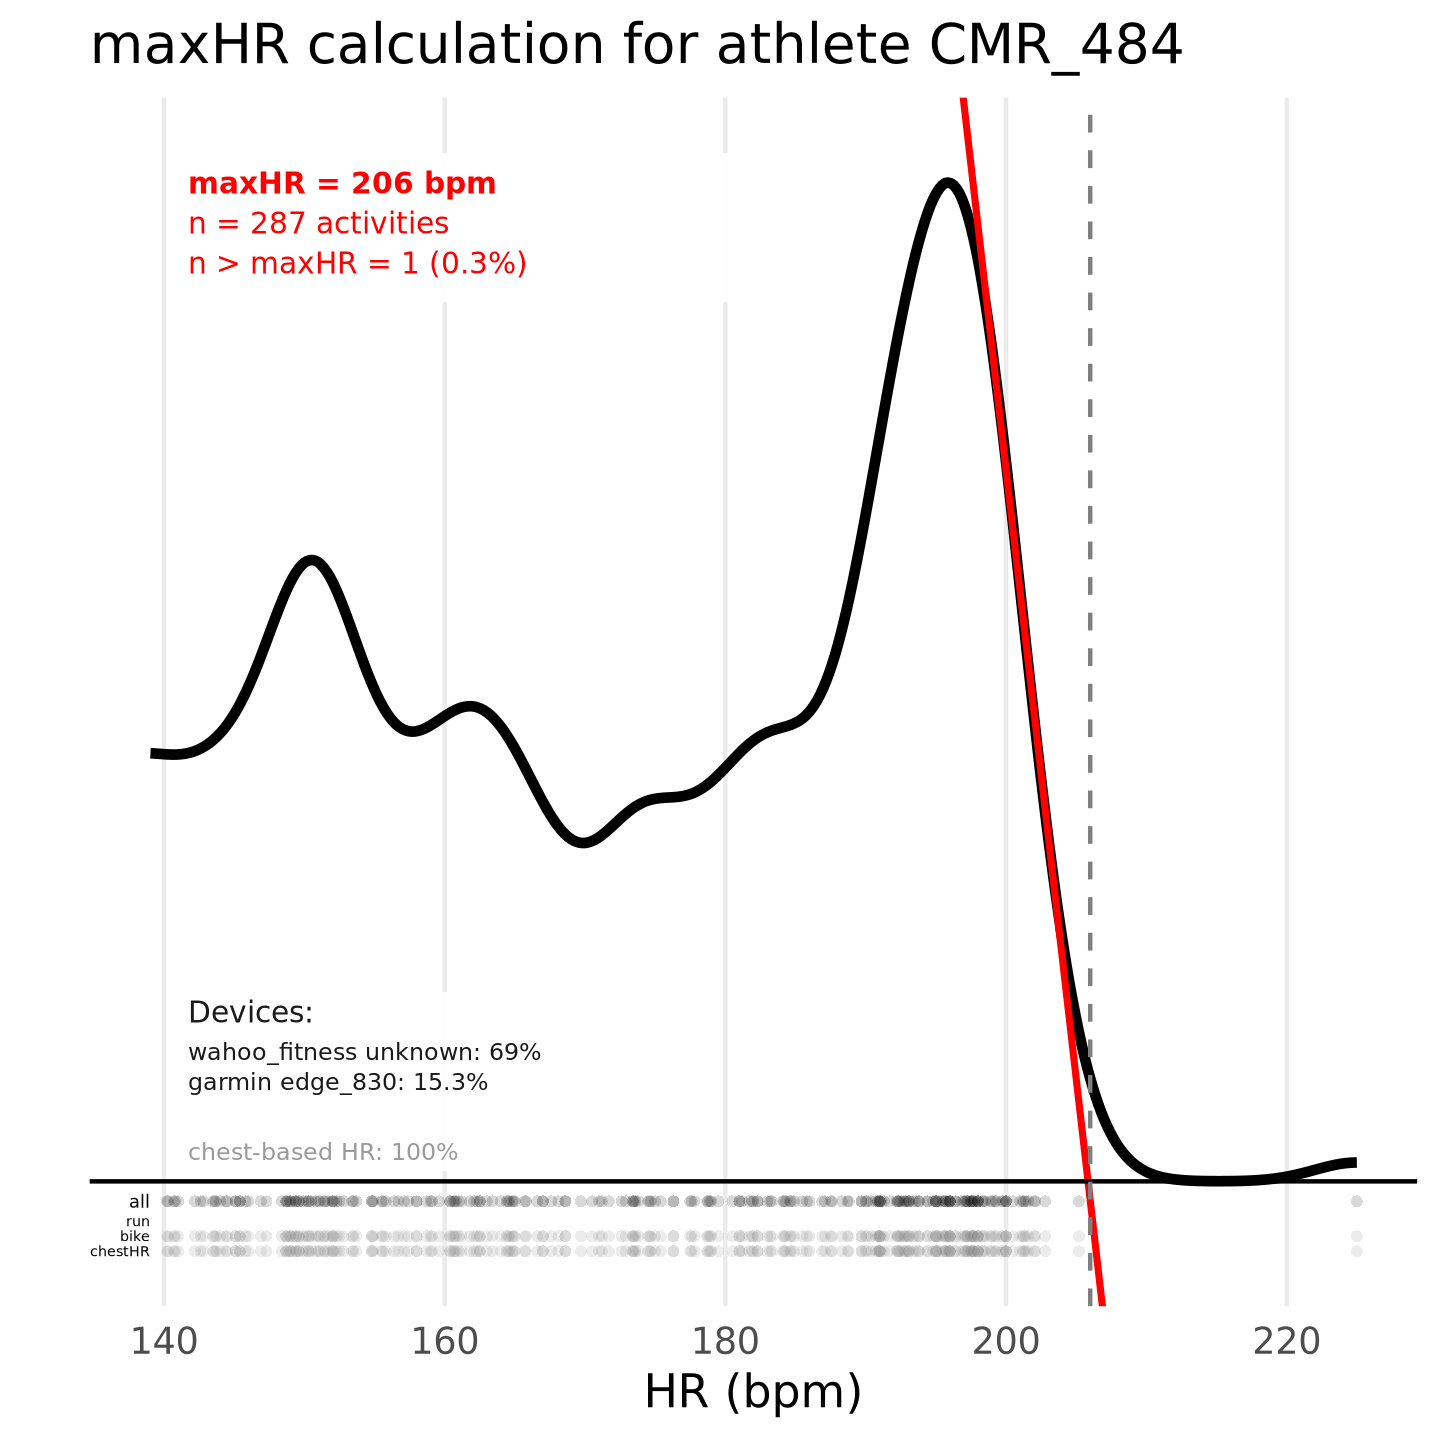 maxHR calculation for athlete CMR_484
maxHR = 206 bpm
n = 287 activities
n > maxHR = 1 (0.3%)
Devices:
wahoo_fitness unknown: 69%
garmin edge_830: 15.3%
chest-based HR: 100%
all
run
bike
chestHR
140 160 180 200 220
HR (bpm)